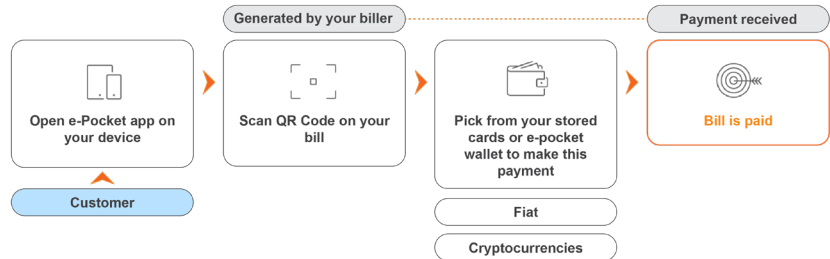 Generated by your biller
Payment received
Open e-Pocket app on
your device
Scan QR Code on your
bill
Pick from your stored
cards or e-pocket
wallet to make this
payment
Bill is paid
Customer
Fiat
Cryptocurrencies